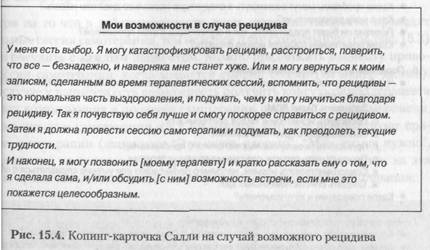 Мои возможности в случае рецидива
У меня есть выбор. Я могу катастрофизировать рецидив, расстроиться, поверить,
что все — безнадежно, и наверняка мне станет хуже. Или я могу вернуться к моим
записям, сделанным во время терапевтических сессий, вспомнить, что рецидивы —
это нормальная часть выздоровления, и подумать, чему я могу научиться благодаря
рецидиву. Так я почувствую себя лучше и смогу поскорее справиться с рецидивом.
Затем я должна провести сессию самотерапии и подумать, как преодолеть текущие
трудности.
И наконец, я могу позвонить [моему терапевту] и кратко рассказать ему о том, что
я сделала сама, и/или обсудить [с ним] возможность встречи, если мне это
покажется целесообразным.
Рис. 15.4. Копинг-карточка Салли на случай возможного рецидива